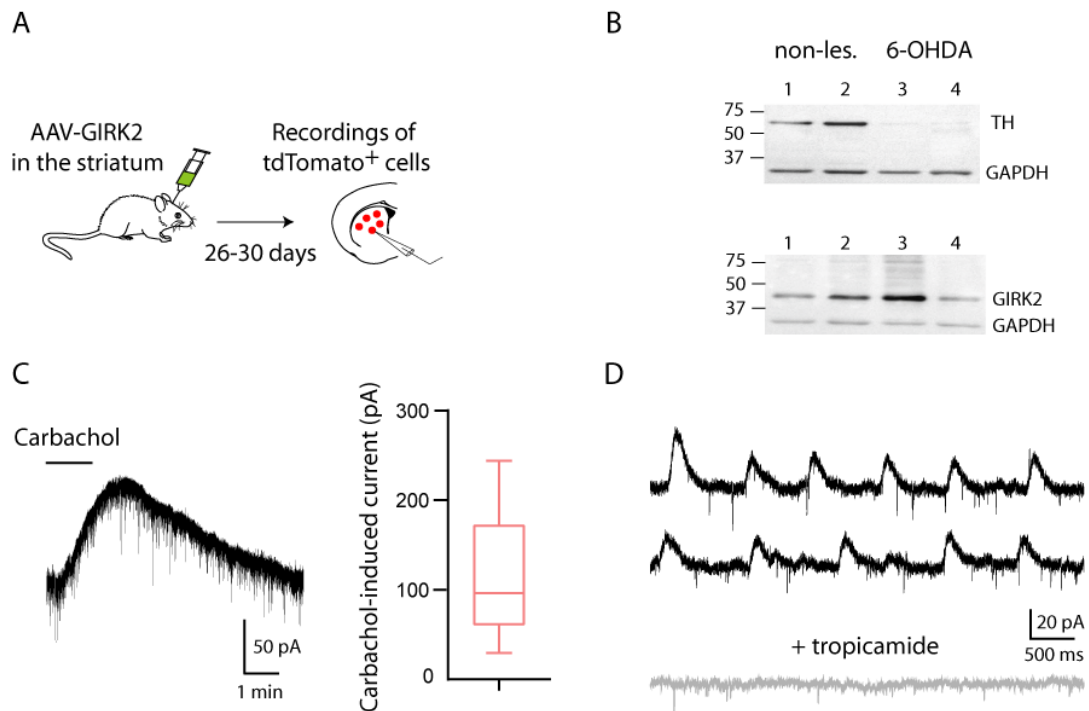 A
AAV-GIRK2
in the striatum
26-30 days
Recordings of
tdTomato+ cells
B
non-les. 6-OHDA
1 2 3 4
75
50
37
TH
GAPDH
1 2 3 4
75
50
37
GIRK2
GAPDH
C
Carbachol
50 pA
1 min
Carbachol-induced current (pA)
300
200
100
0
D
20 pA
500 ms
+ tropicamide